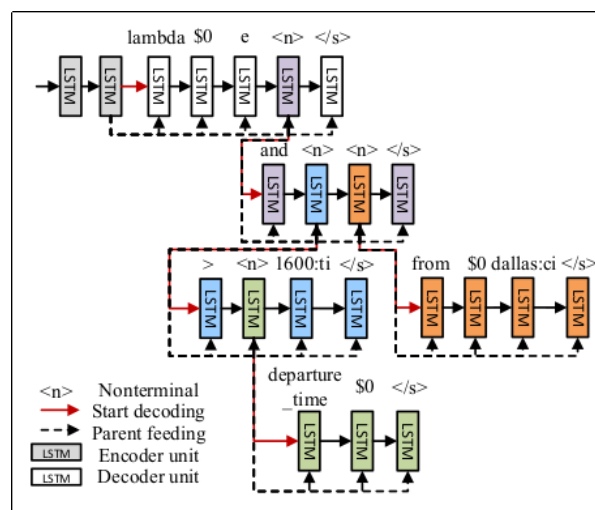 lambda $0 e <n> </s>
LSTM LSTM LSTM LSTM LSTM LSTM LSTM
and <n> <n> </s>
LSTM LSTM LSTM LSTM
> <n> 1600:ti </s> from $0 dallas:ci </s>
LSTM LSTM LSTM LSTM LSTM LSTM LSTM LSTM
departure
_time $0 </s>
LSTM LSTM LSTM
<n> Nonterminal
Start decoding
Parent feeding
LSTM Encoder unit
LSTM Decoder unit